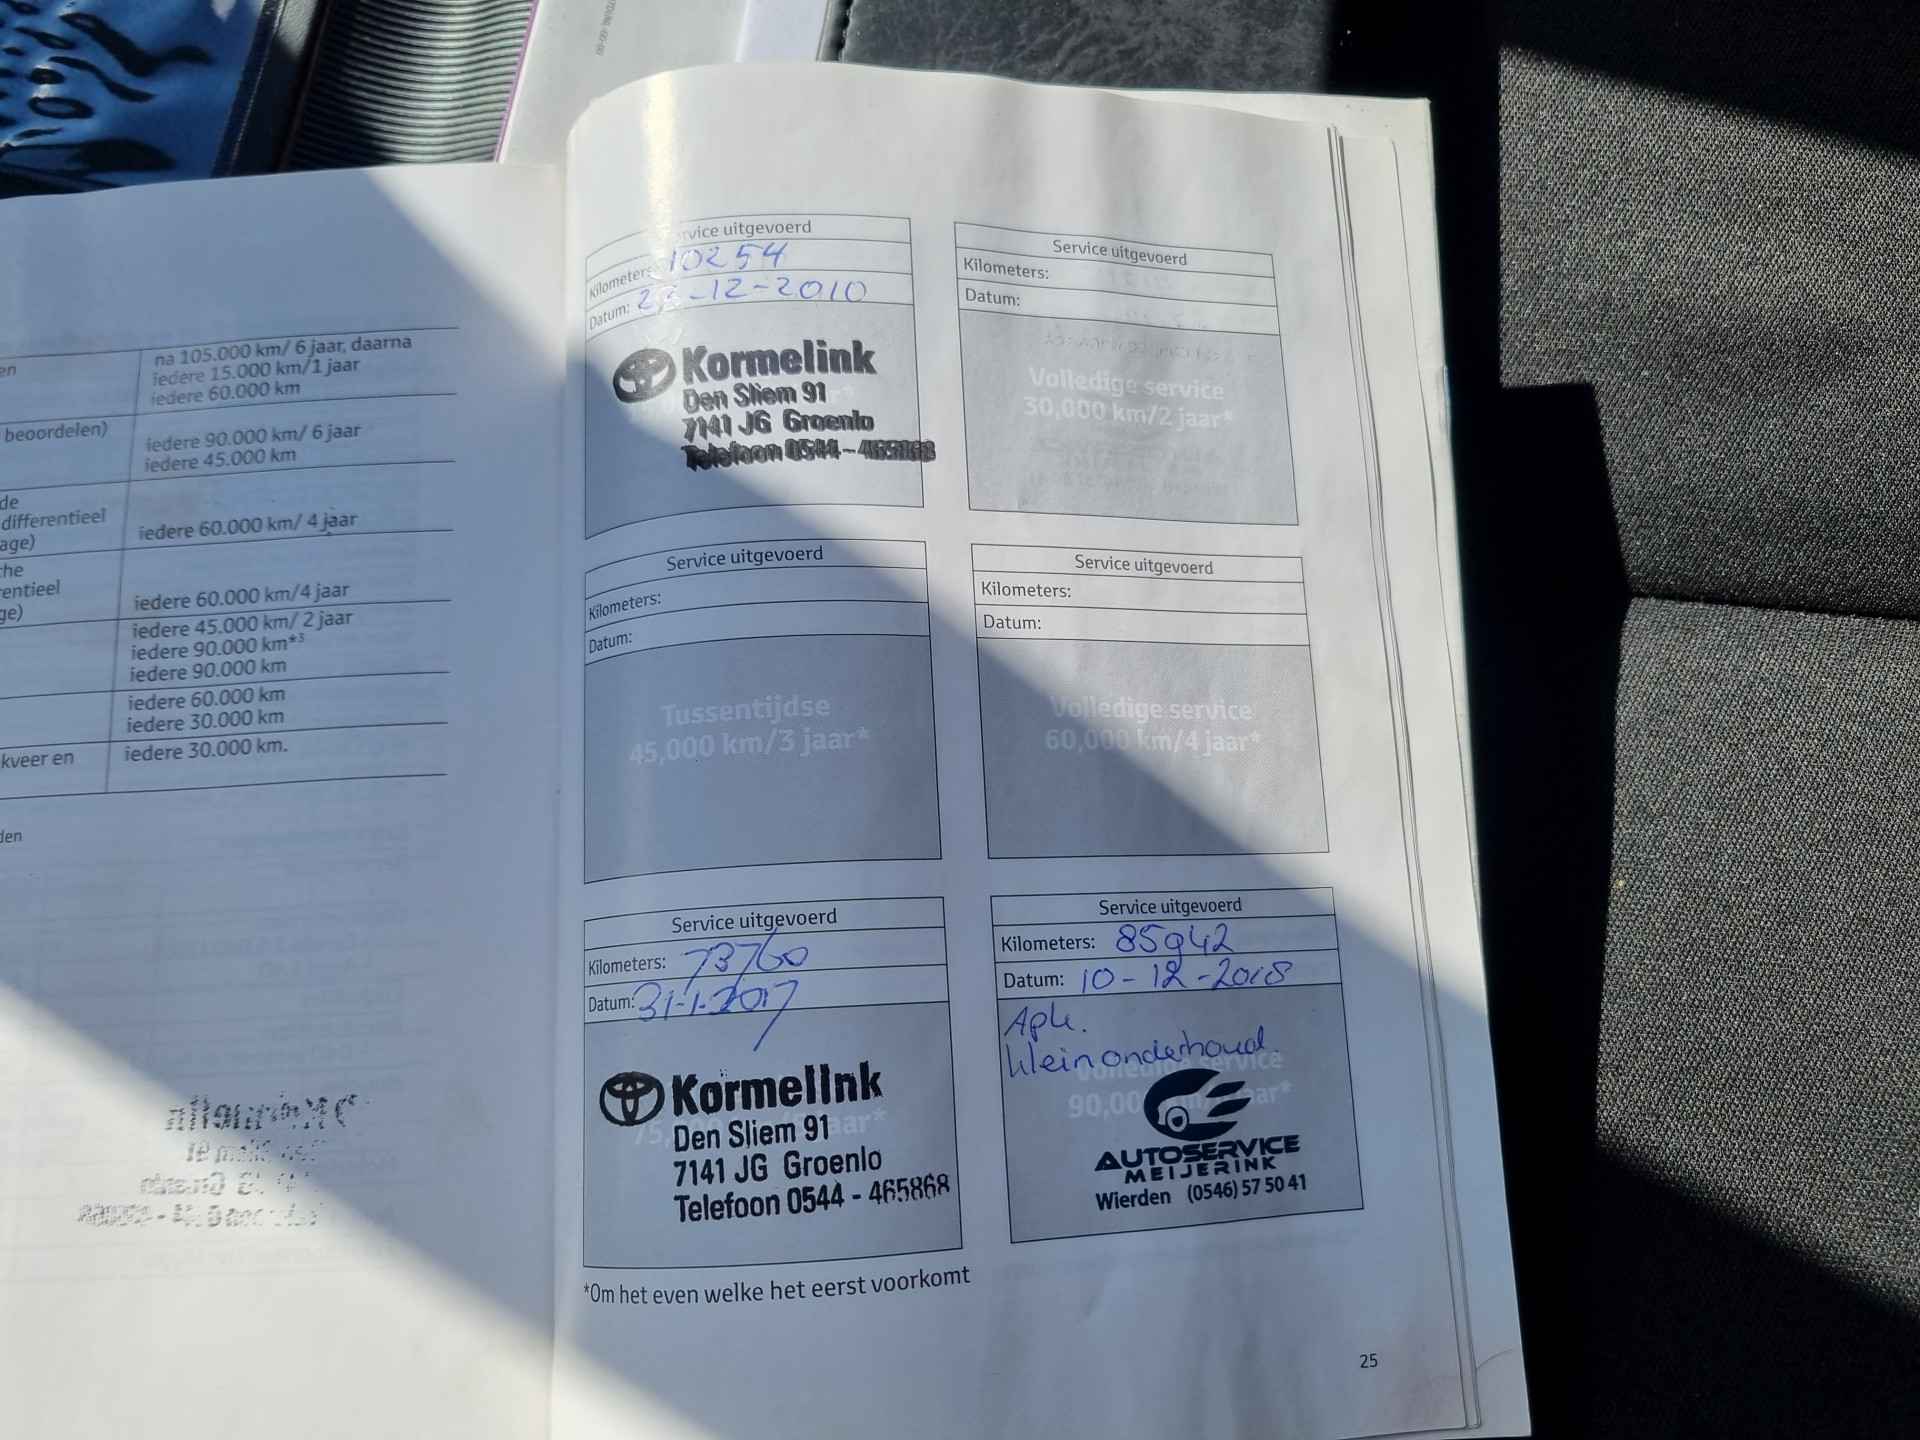 en
na 105.000 km/ 6 jaar, daarna
iedere 15.000 km/1 jaar
iedere 60.000 km
beoordelen)
iedere 90.000 km/ 6 jaar
iedere 45.000 km
de
differentieel
age)
iedere 60.000 km/ 4 jaar
che
rentieel
ge)
iedere 60.000 km/4 jaar
iedere 45.000 km/ 2 jaar
iedere 90.000 km*³
iedere 90.000 km
iedere 60.000 km
iedere 30.000 km
kveer en
iedere 30.000 km.
den
Service uitgevoerd
Kilometers: 10254
Datum: -12-2010
Kormelink
Den Sliem 91
7141 JG Groenlo
Telefoon 0544 - 465868
Service uitgevoerd
Kilometers:
Datum:
Volledige service
30,000 km/2 jaar*
Service uitgevoerd
Kilometers:
Datum:
Tussentijdse
45,000 km/3 jaar*
Service uitgevoerd
Kilometers:
Datum:
Volledige service
60,000 km/4 jaar*
Service uitgevoerd
Kilometers: 73760
Datum: 31-1-2017
Kormelink
Den Sliem 91
7141 JG Groenlo
Telefoon 0544 - 465868
Service uitgevoerd
Kilometers: 85942
Datum: 10-12-2018
Apk.
klein onderhoud
Volledige service
90,000 jaar*
AUTOSERVICE
MEIJERINK
Wierden (0546) 57 50 41
*Om het even welke het eerst voorkomt
25